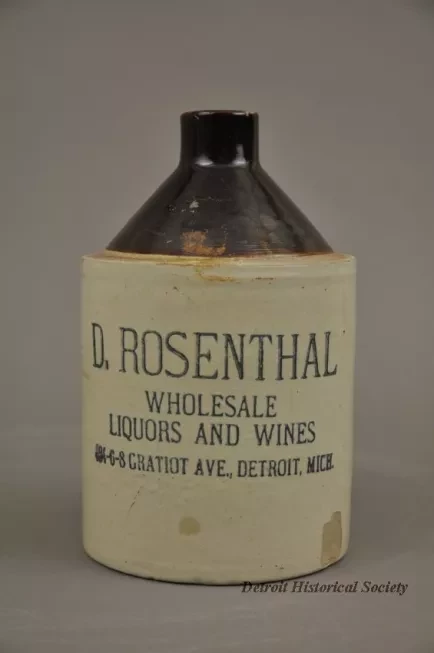 D. ROSENTHAL
WHOLESALE
LIQUORS AND WINES
GRATIOT AVE., DETROIT, MICH.
Detroit Historical Society